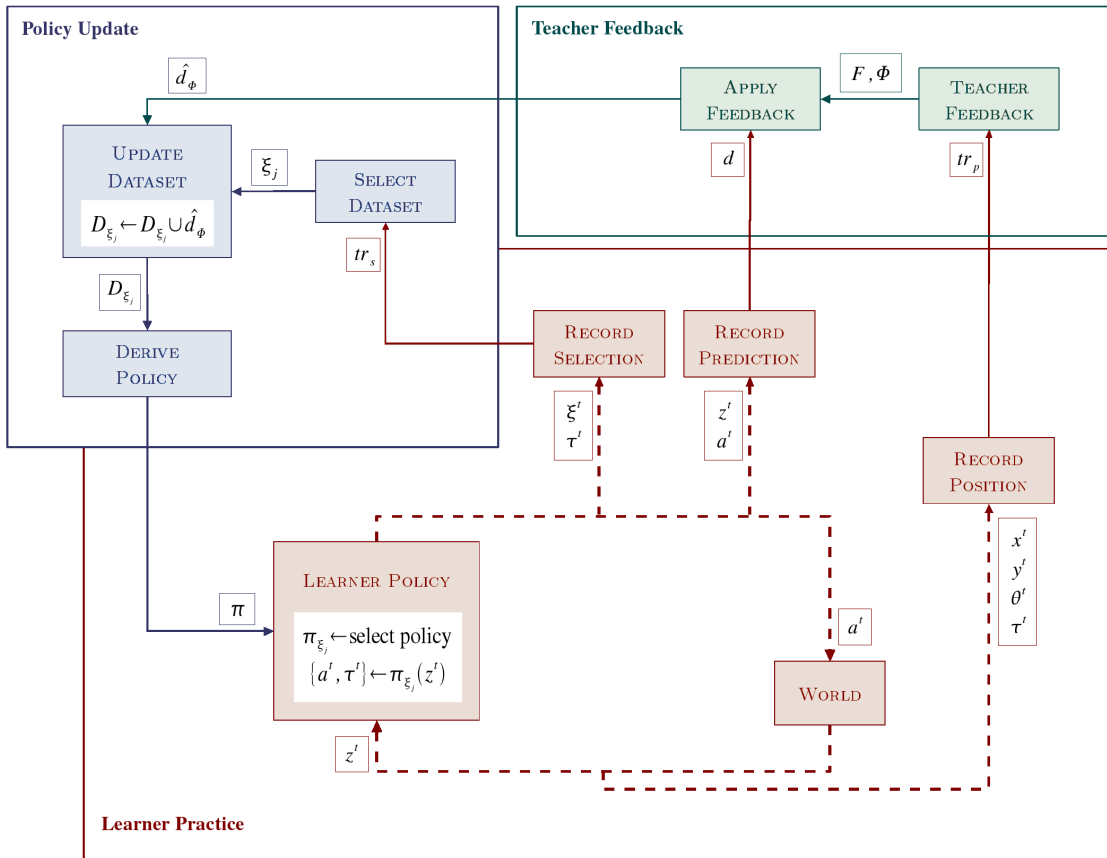 Policy Update
Teacher Feedback
d̂_Φ
APPLY
FEEDBACK
F , Φ
TEACHER
FEEDBACK
UPDATE
DATASET
D_ξj ← D_ξj ∪ d̂_Φ
ξ_j
SELECT
DATASET
d
tr_p
tr_s
D_ξj
DERIVE
POLICY
RECORD
SELECTION
RECORD
PREDICTION
ξ^t
τ^t
z^t
a^t
RECORD
POSITION
x^t
y^t
θ^t
τ^t
LEARNER POLICY
π_ξj ← select policy
{a^t , τ^t} ← π_ξj (z^t)
π
a^t
WORLD
z^t
Learner Practice